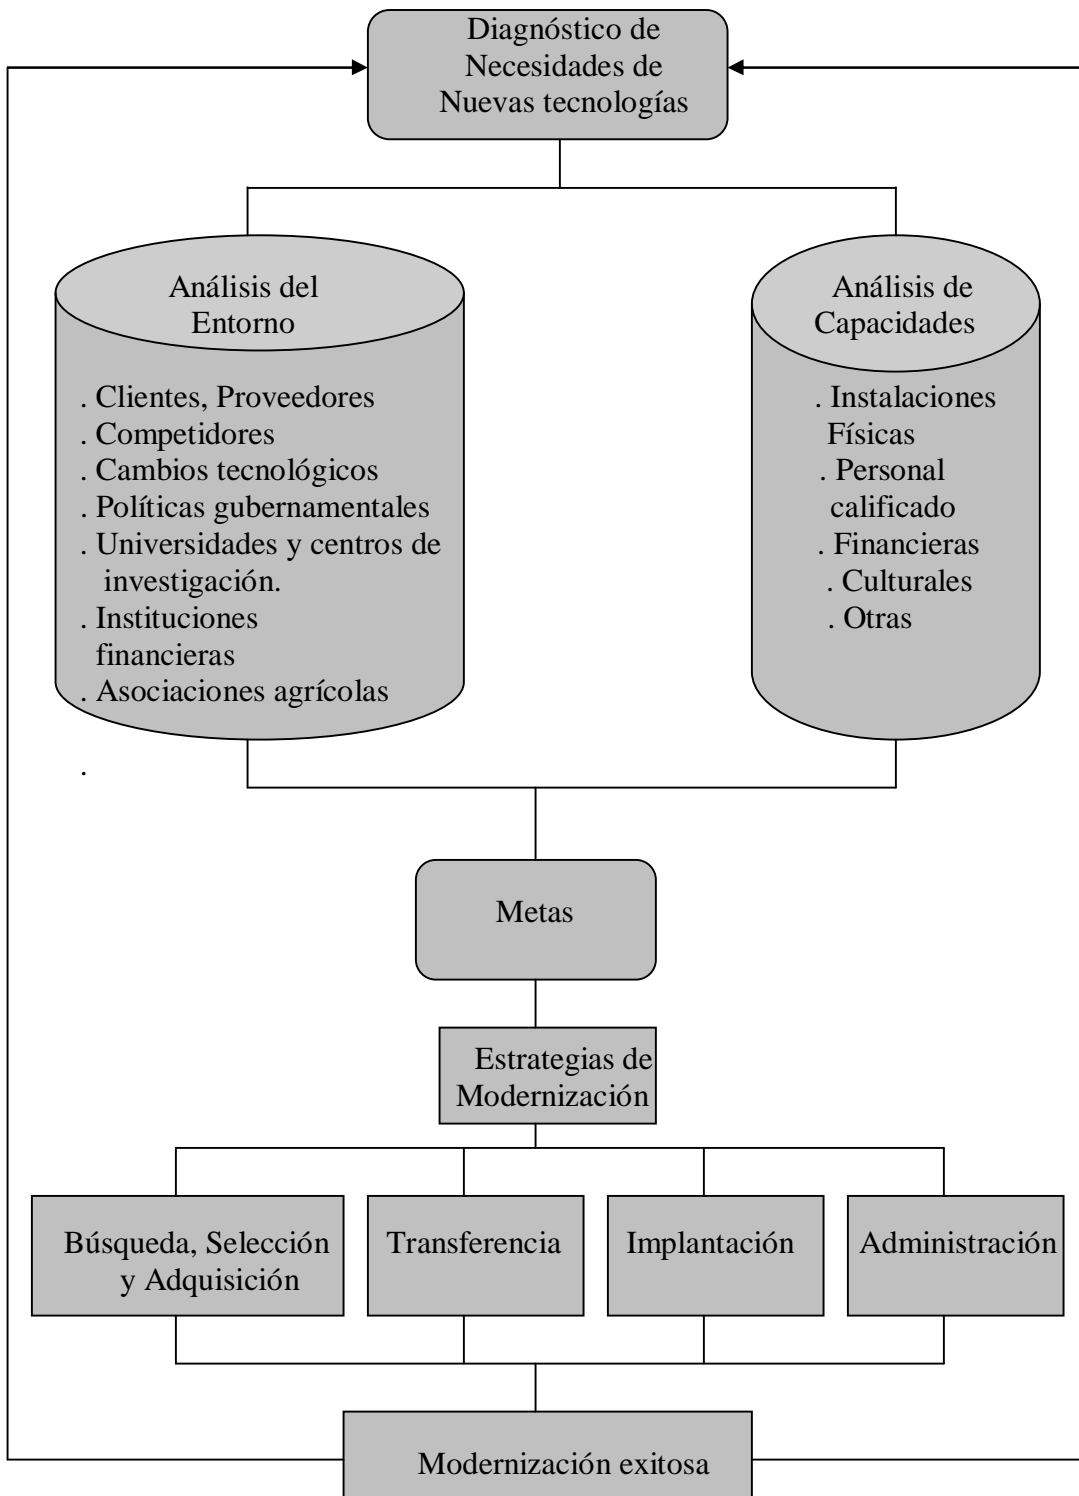 Diagnóstico de
Necesidades de
Nuevas tecnologías
Análisis del
Entorno
. Clientes, Proveedores
. Competidores
. Cambios tecnológicos
. Políticas gubernamentales
. Universidades y centros de
investigación.
. Instituciones
financieras
. Asociaciones agrícolas
.
Análisis de
Capacidades
. Instalaciones
Físicas
. Personal
calificado
. Financieras
. Culturales
. Otras
Metas
Estrategias de
Modernización
Búsqueda, Selección
y Adquisición
Transferencia
Implantación
Administración
Modernización exitosa